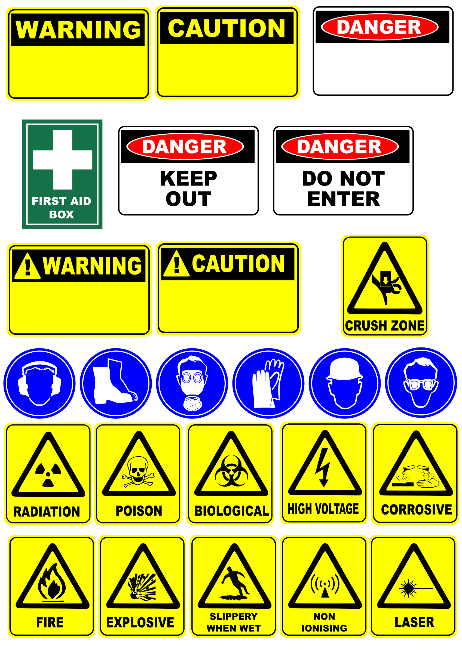 WARNING
CAUTION
DANGER
FIRST AID
BOX
DANGER
KEEP
OUT
DANGER
DO NOT
ENTER
WARNING
CAUTION
CRUSH ZONE
RADIATION
POISON
BIOLOGICAL
HIGH VOLTAGE
CORROSIVE
FIRE
EXPLOSIVE
SLIPPERY
WHEN WET
NON
IONISING
LASER